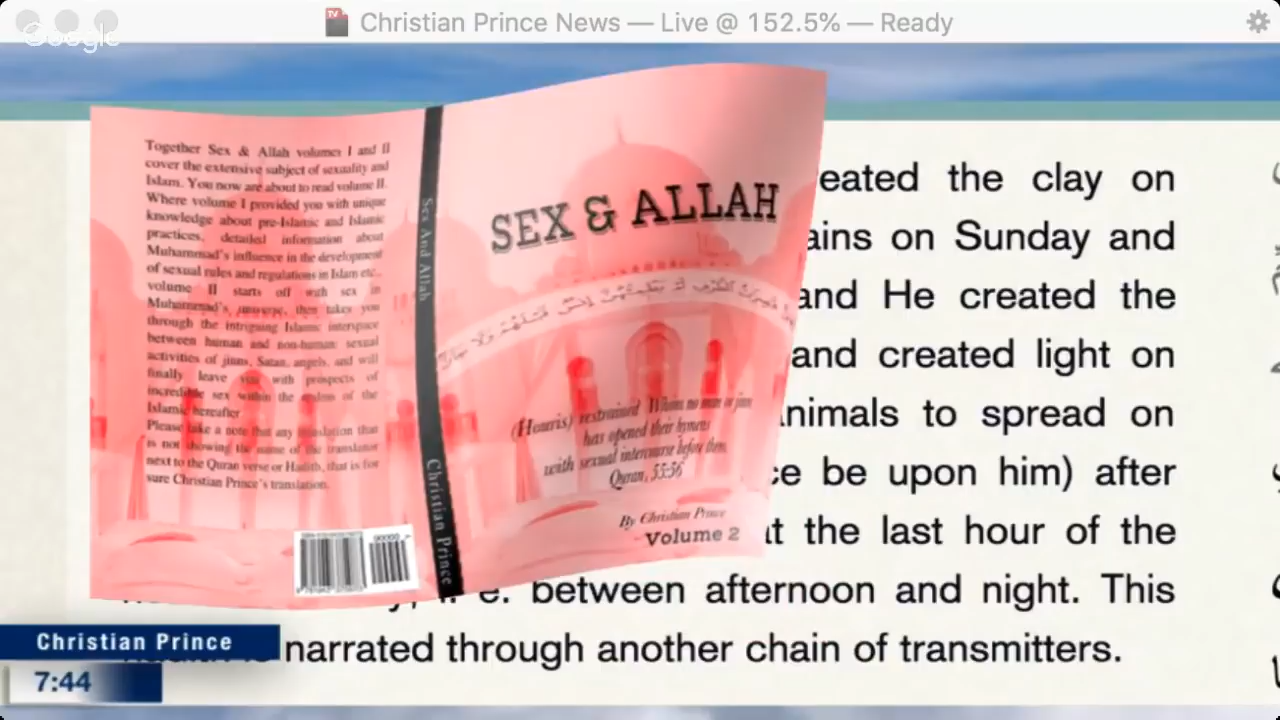 Christian Prince News — Live @ 152.5% — Ready
Google
Together Sex & Allah volumes I and II
cover the extensive subject of sexuality and
Islam. You now are about to read volume II.
Where volume I provided you with unique
knowledge about pre-Islamic and Islamic
practices, detailed information about
Muhammad's influence in the development
of sexual rules and regulations in Islam etc.,
volume II starts off with sex in
Muhammad's universe, then takes you
through the intriguing Islamic interspace
between human and non-human sexual
activities of jinns, Satan, angels, and will
finally leave you with prospects of
incredible sex within the realms of the
Islamic hereafter
Please take a note that any translation that
is not showing the name of the translator
next to the Quran verse or Hadith, that is for
sure Christian Prince's translation.
Sex And Allah
Christian Prince
SEX & ALLAH
(Houris) restrained Whom no man or jinn
has opened their hymens
with sexual intercourse before them.
Quran, 55:56
By Christian Prince
Volume 2
eated the clay on
ains on Sunday and
and He created the
and created light on
nimals to spread on
ce be upon him) after
at the last hour of the
between afternoon and night. This
narrated through another chain of transmitters.
Christian Prince
7:44